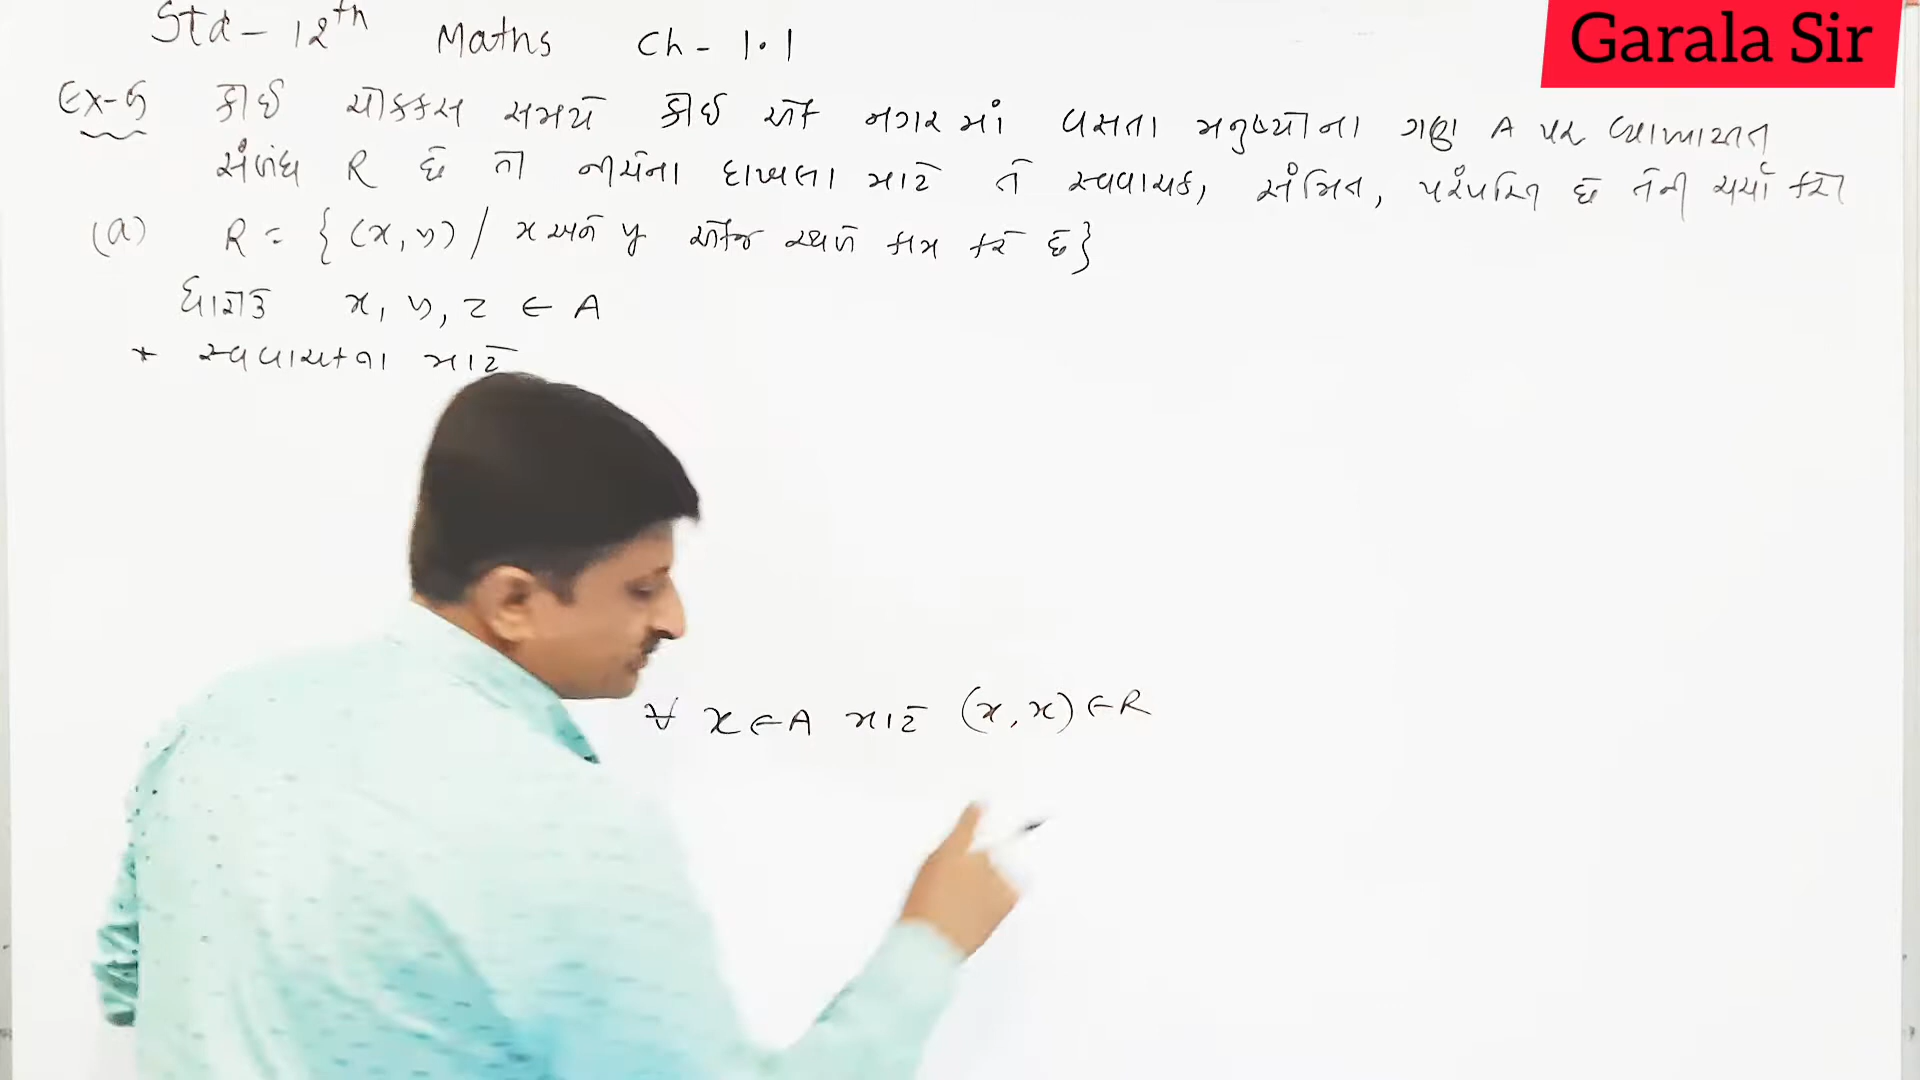 Garala Sir
Std - 12th Maths Ch - 1.1
Ex-5 કોઈ ચોક્કસ સમયે કોઈ એક નગરમાં વસતા મનુષ્યોના ગણ A પર વ્યાખ્યાયિત
સંબંધ R છે તો નીચેના દાખલા માટે તે સ્વવાચક, સંમિત, પરંપરિત છે તેની ચર્ચા કરો
(a) R = {(x, y) / x અને y એકજ સ્થળે કામ કરે છે}
ધારોકે x, y, z ∈ A
* સ્વવાચકતા માટે
∀ x ∈ A માટે (x, x) ∈ R